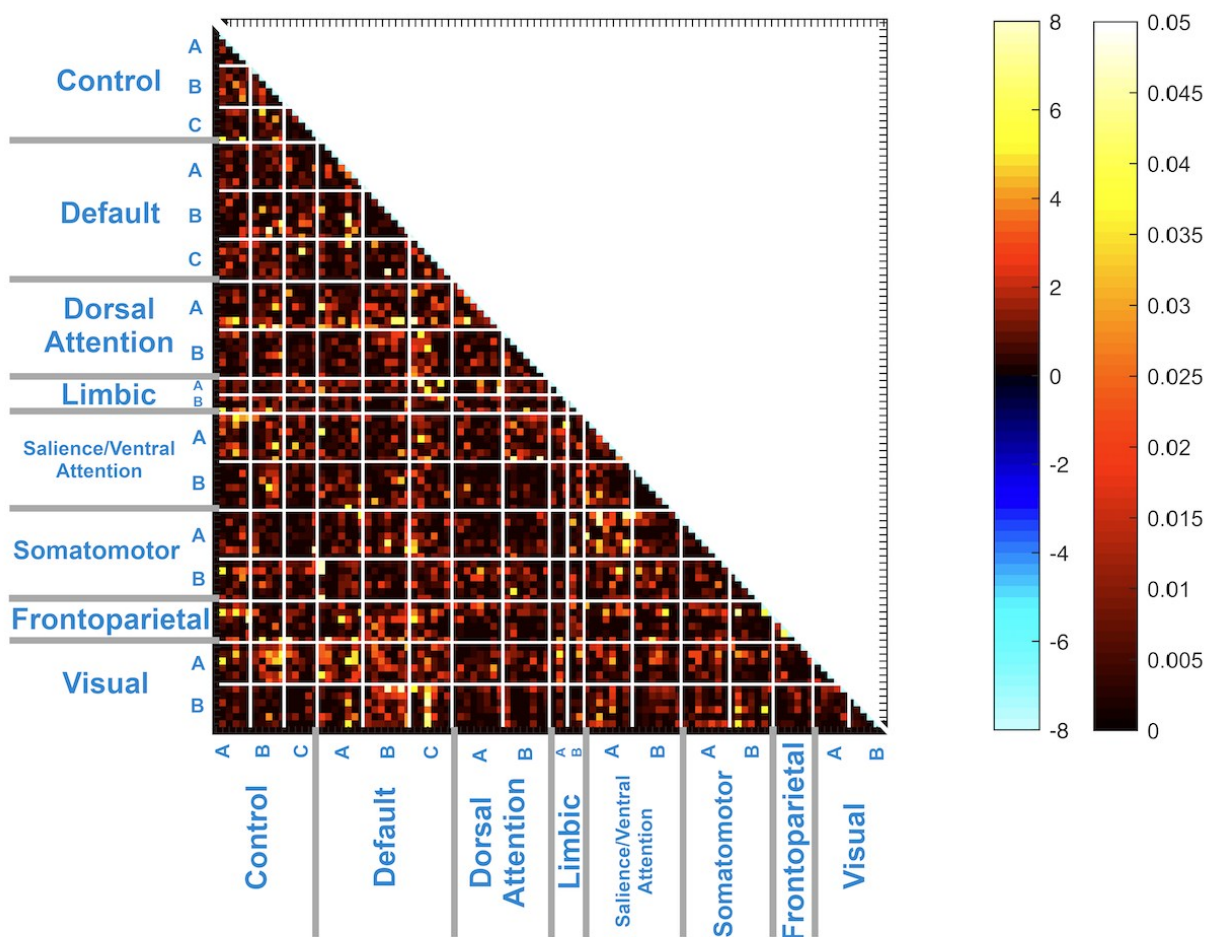 Control
A
B
C
Default
A
B
C
Dorsal
Attention
A
B
Limbic
A
B
Salience/Ventral
Attention
A
B
Somatomotor
A
B
Frontoparietal
Visual
A
B
A B C A B C A B A B A B A B A B
Control
Default
Dorsal
Attention
Limbic
Salience/Ventral
Attention
Somatomotor
Frontoparietal
Visual
8
6
4
2
0
-2
-4
-6
-8
0.05
0.045
0.04
0.035
0.03
0.025
0.02
0.015
0.01
0.005
0